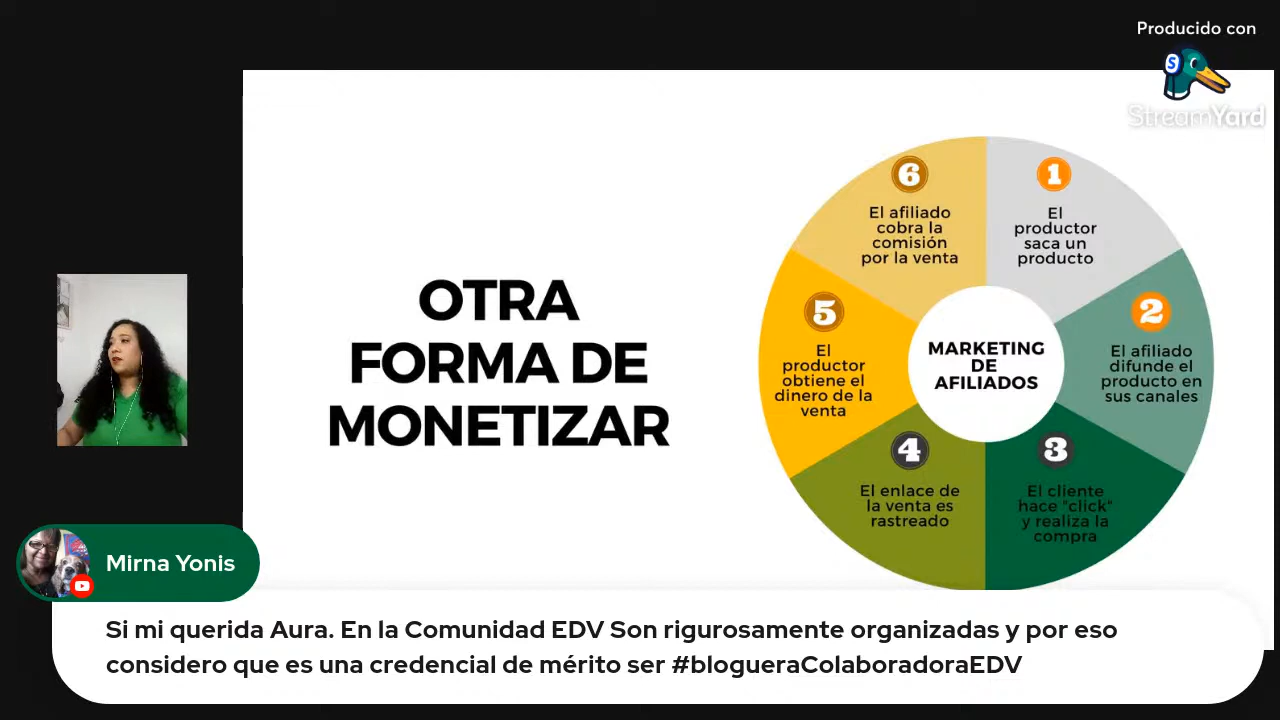 Producido con
StreamYard
OTRA
FORMA DE
MONETIZAR
MARKETING
DE
AFILIADOS
1
El
productor
saca un
producto
2
El afiliado
difunde el
producto en
sus canales
3
El cliente
hace "click"
y realiza la
compra
4
El enlace de
la venta es
rastreado
5
El
productor
obtiene el
dinero de la
venta
6
El afiliado
cobra la
comisión
por la venta
Mirna Yonis
Si mi querida Aura. En la Comunidad EDV Son rigurosamente organizadas y por eso
considero que es una credencial de mérito ser #blogueraColaboradoraEDV